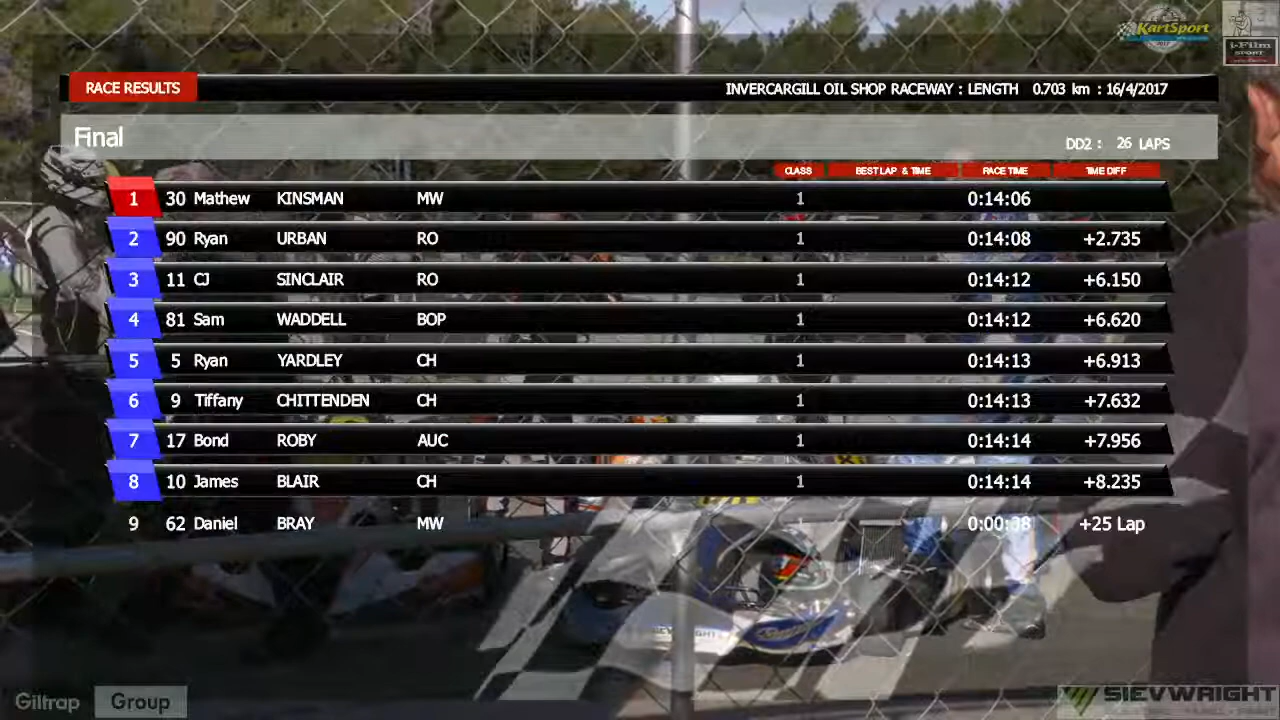 KartSport
i-Film
SPORT
RACE RESULTS
INVERCARGILL OIL SHOP RACEWAY : LENGTH 0.703 km : 16/4/2017
Final
DD2 : 26 LAPS
CLASS BEST LAP & TIME RACE TIME TIME DIFF
1 30 Mathew KINSMAN MW 1 0:14:06
2 90 Ryan URBAN RO 1 0:14:08 +2.735
3 11 CJ SINCLAIR RO 1 0:14:12 +6.150
4 81 Sam WADDELL BOP 1 0:14:12 +6.620
5 5 Ryan YARDLEY CH 1 0:14:13 +6.913
6 9 Tiffany CHITTENDEN CH 1 0:14:13 +7.632
7 17 Bond ROBY AUC 1 0:14:14 +7.956
8 10 James BLAIR CH 1 0:14:14 +8.235
9 62 Daniel BRAY MW 1 0:00:38 +25 Lap
Giltrap Group
SIEVWRIGHT